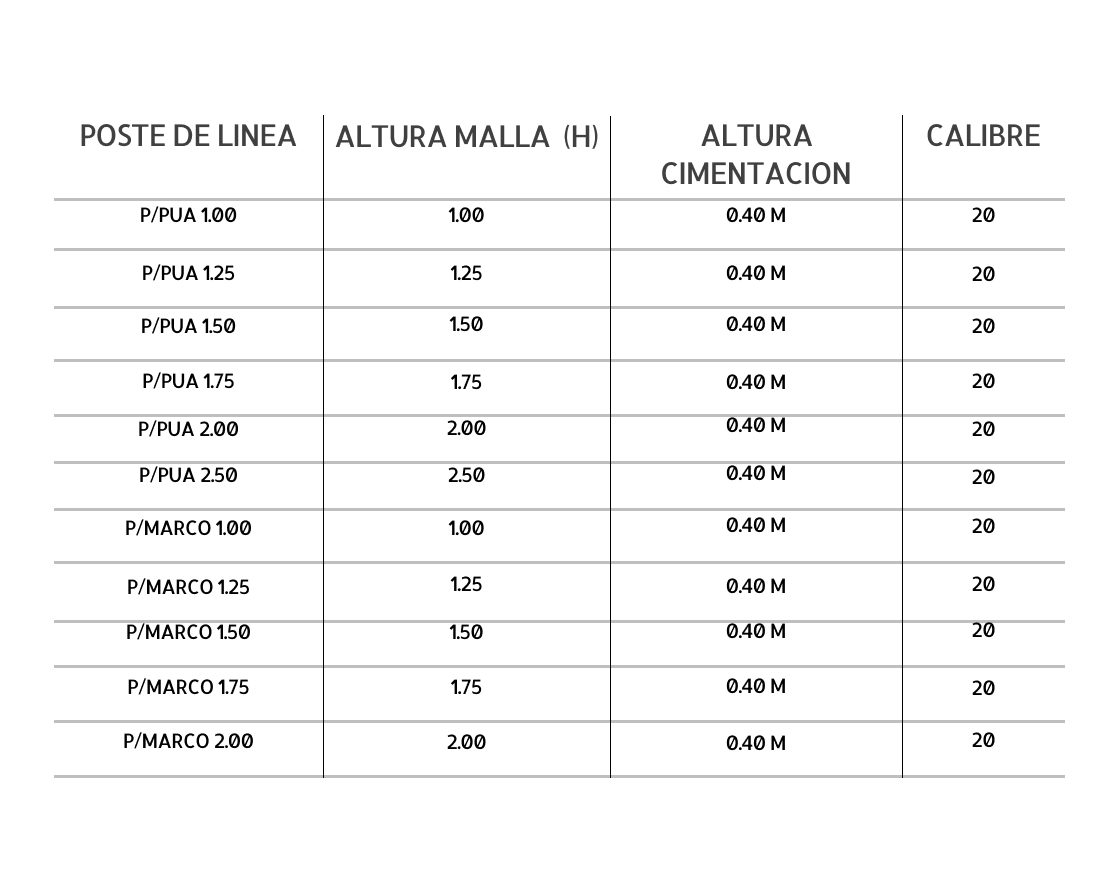 POSTE DE LINEA ALTURA MALLA (H) ALTURA CIMENTACION CALIBRE
P/PUA 1.00 1.00 0.40 M 20
P/PUA 1.25 1.25 0.40 M 20
P/PUA 1.50 1.50 0.40 M 20
P/PUA 1.75 1.75 0.40 M 20
P/PUA 2.00 2.00 0.40 M 20
P/PUA 2.50 2.50 0.40 M 20
P/MARCO 1.00 1.00 0.40 M 20
P/MARCO 1.25 1.25 0.40 M 20
P/MARCO 1.50 1.50 0.40 M 20
P/MARCO 1.75 1.75 0.40 M 20
P/MARCO 2.00 2.00 0.40 M 20